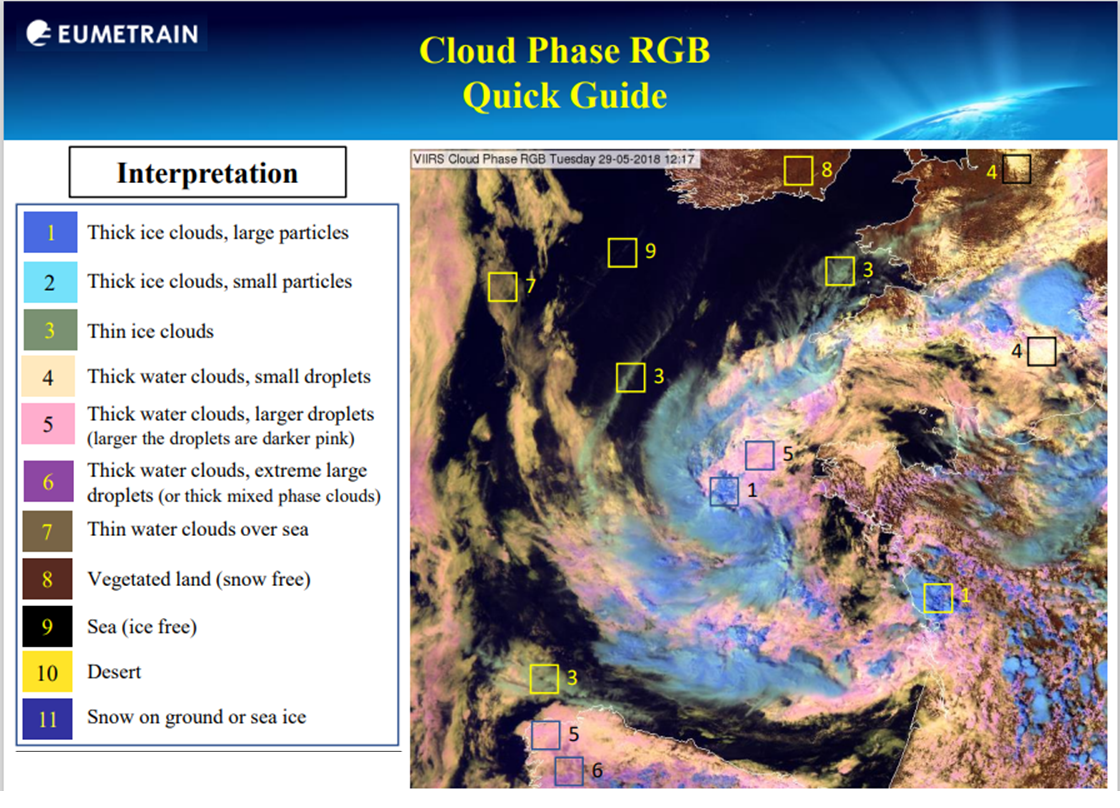 EUMETRAIN
Cloud Phase RGB
Quick Guide
Interpretation
1 Thick ice clouds, large particles
2 Thick ice clouds, small particles
3 Thin ice clouds
4 Thick water clouds, small droplets
5 Thick water clouds, larger droplets
(larger the droplets are darker pink)
6 Thick water clouds, extreme large
droplets (or thick mixed phase clouds)
7 Thin water clouds over sea
8 Vegetated land (snow free)
9 Sea (ice free)
10 Desert
11 Snow on ground or sea ice
VIIRS Cloud Phase RGB Tuesday 29-05-2018 12:17
8
4
9
3
7
4
3
5
1
1
3
5
6